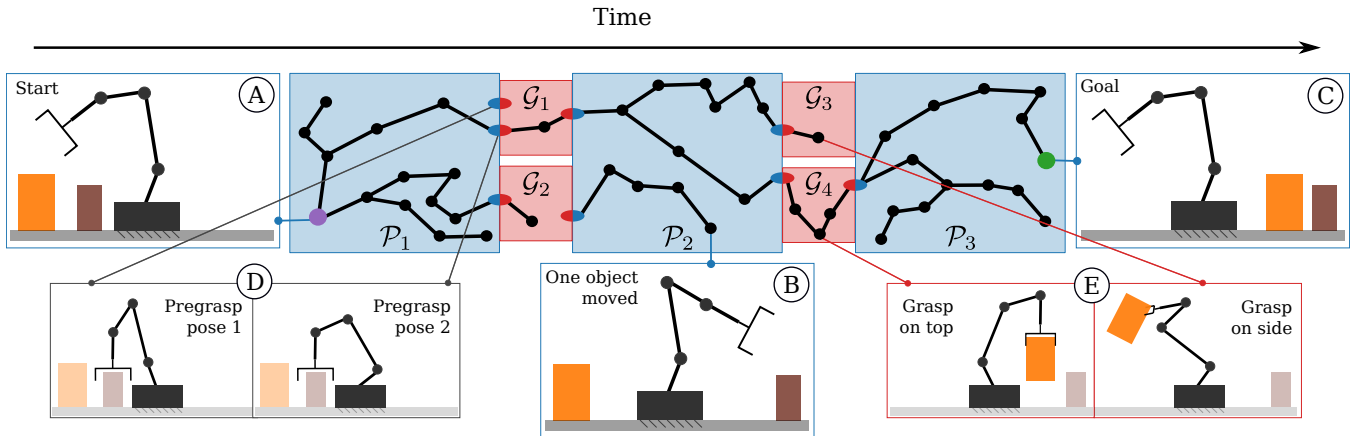 Time
Start
A
𝒢₁
𝒢₃
Goal
C
𝒢₂
𝒢₄
𝒫₁
𝒫₂
𝒫₃
D
Pregrasp
pose 1
Pregrasp
pose 2
One object
moved
B
E
Grasp
on top
Grasp
on side